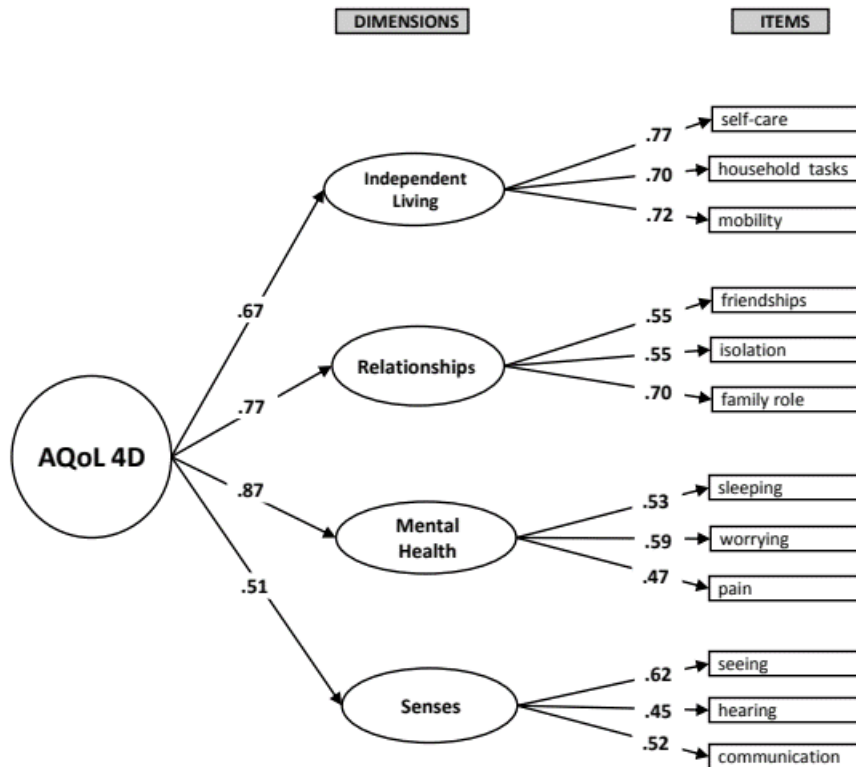 DIMENSIONS
ITEMS
self-care
.77
Independent
Living
.70
household tasks
.72
mobility
.67
friendships
.55
Relationships
.55
isolation
.70
family role
.77
AQoL 4D
.87
sleeping
.53
Mental
Health
.59
worrying
.47
pain
.51
seeing
.62
Senses
.45
hearing
.52
communication